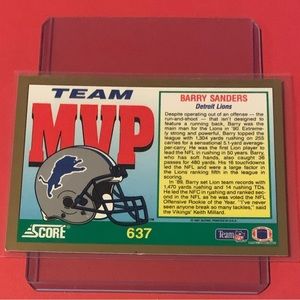 TEAM
MVP
SCORE
637
BARRY SANDERS
Detroit Lions
Despite operating out of an offense — the
run-and-shoot — that isn't designed to
feature a running back, Barry was the
main man for the Lions in '90. Extreme-
ly strong and powerful, Barry topped the
league with 1,304 yards rushing on 255
carries for a sensational 5.1-yard average-
per-carry. He was the first Lion player to
lead the NFL in rushing in 50 years. Barry,
who has soft hands, also caught 36
passes for 480 yards. His 16 touchdowns
led the NFL and were a major factor in
the Lions ranking fifth in the league in
scoring.
In '89, Barry set Lion team records with
1,470 yards rushing and 14 rushing TDs.
He led the NFC in rushing and ranked sec-
ond in the NFL, as he was voted the NFL
Offensive Rookie of the Year. "I've never
seen anyone break so many tackles," said
the Vikings' Keith Millard.
Team NFL